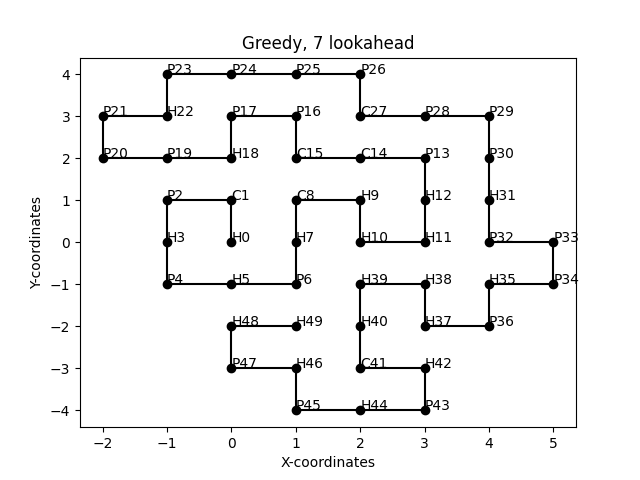 Greedy, 7 lookahead
4
P23 P24 P25 P26
3
P21 H22 P17 P16 C27 P28 P29
2
P20 P19 H18 C15 C14 P13 P30
1
P2 C1 C8 H9 H12 H31
0
H3 H0 H7 H10 H11 P32 P33
−1
P4 H5 P6 H39 H38 H35 P34
−2
H48 H49 H40 H37 P36
−3
P47 H46 C41 H42
−4
P45 H44 P43
−2 −1 0 1 2 3 4 5
X-coordinates
Y-coordinates